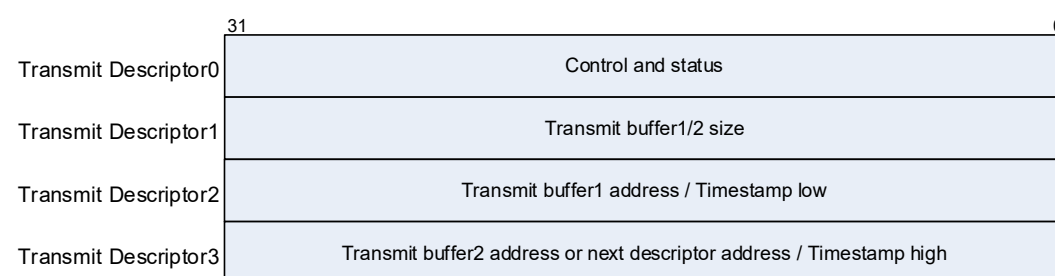 31
Transmit Descriptor0 Control and status
Transmit Descriptor1 Transmit buffer1/2 size
Transmit Descriptor2 Transmit buffer1 address / Timestamp low
Transmit Descriptor3 Transmit buffer2 address or next descriptor address / Timestamp high